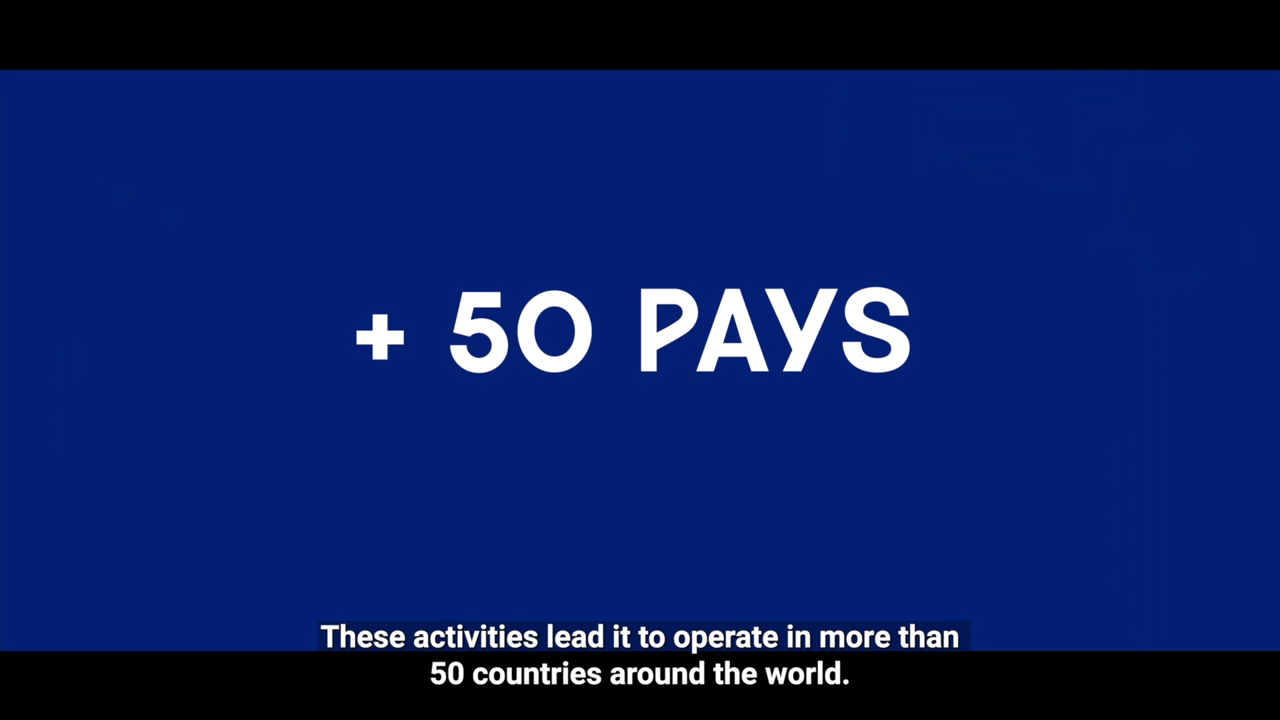 + 50 PAYS
These activities lead it to operate in more than
50 countries around the world.